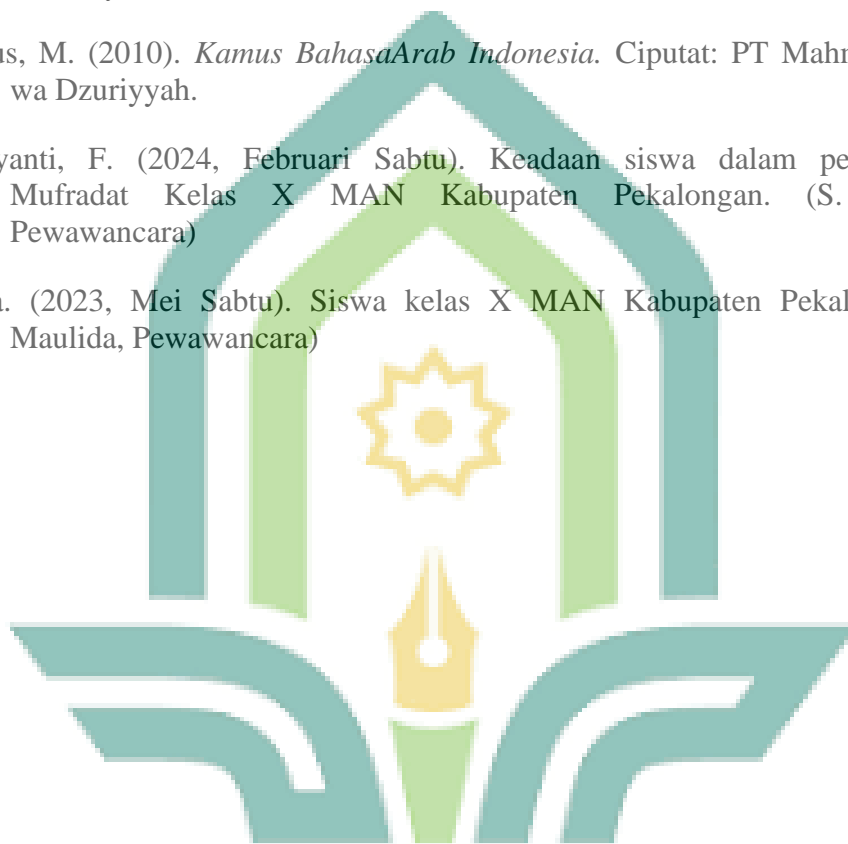 us, M. (2010). Kamus BahasaArab Indonesia. Ciputat: PT Mahm
wa Dzuriyyah.
yanti, F. (2024, Februari Sabtu). Keadaan siswa dalam pe
Mufradat Kelas X MAN Kabupaten Pekalongan. (S.
Pewawancara)
a. (2023, Mei Sabtu). Siswa kelas X MAN Kabupaten Pekal
Maulida, Pewawancara)